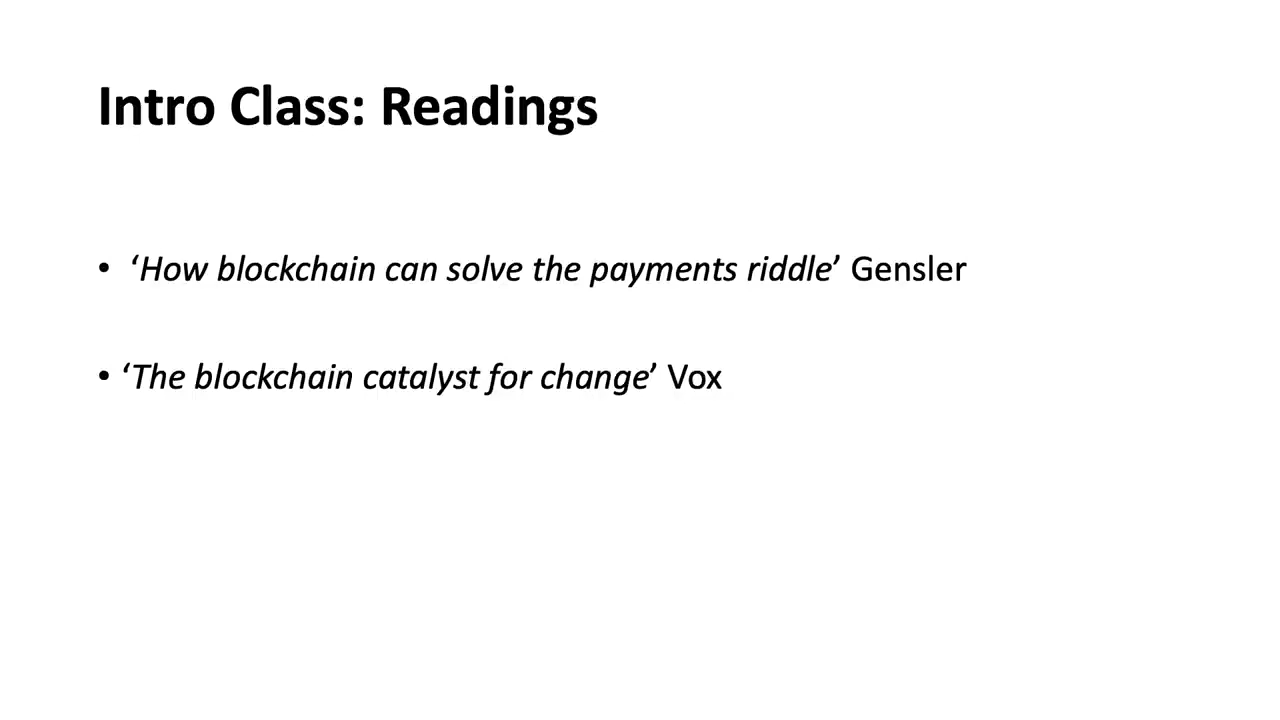 Intro Class: Readings
• ‘How blockchain can solve the payments riddle’ Gensler
• ‘The blockchain catalyst for change’ Vox